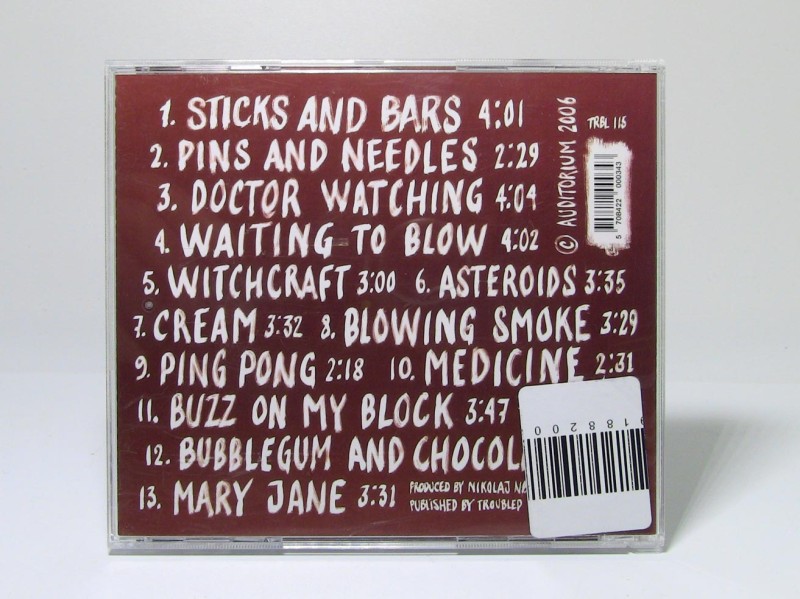 1. STICKS AND BARS 4:01
2. PINS AND NEEDLES 2:29
3. DOCTOR WATCHING 4:04
4. WAITING TO BLOW 4:02
5. WITCHCRAFT 3:00 6. ASTEROIDS 3:35
7. CREAM 3:32 8. BLOWING SMOKE 3:29
9. PING PONG 2:18 10. MEDICINE 2:31
11. BUZZ ON MY BLOCK 3:47
12. BUBBLEGUM AND
13. MARY JANE 3:31
PRODUCED BY NIKOLAJ
PUBLISHED BY TROUBLED
© AUDITORIUM 2006
TRBL 115
5 708422 000343